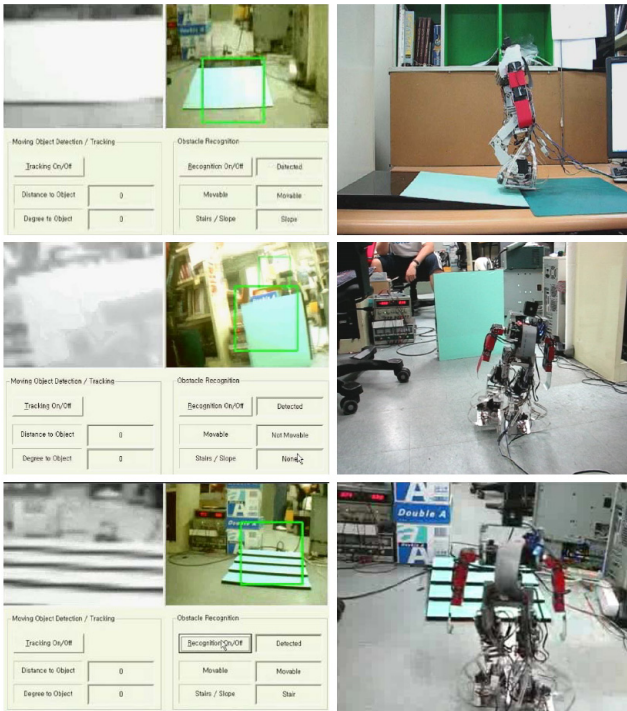 Moving Object Detection / Tracking
Obstacle Recognition
Tracking On/Off
Recognition On/Off
Detected
Distance to Object
0
Movable
Movable
Degree to Object
0
Stairs / Slope
Slope
Moving Object Detection / Tracking
Obstacle Recognition
Tracking On/Off
Recognition On/Off
Detected
Distance to Object
0
Movable
Not Movable
Degree to Object
0
Stairs / Slope
None
Double A
Moving Object Detection / Tracking
Obstacle Recognition
Tracking On/Off
Recognition On/Off
Detected
Distance to Object
0
Movable
Movable
Degree to Object
0
Stairs / Slope
Stair